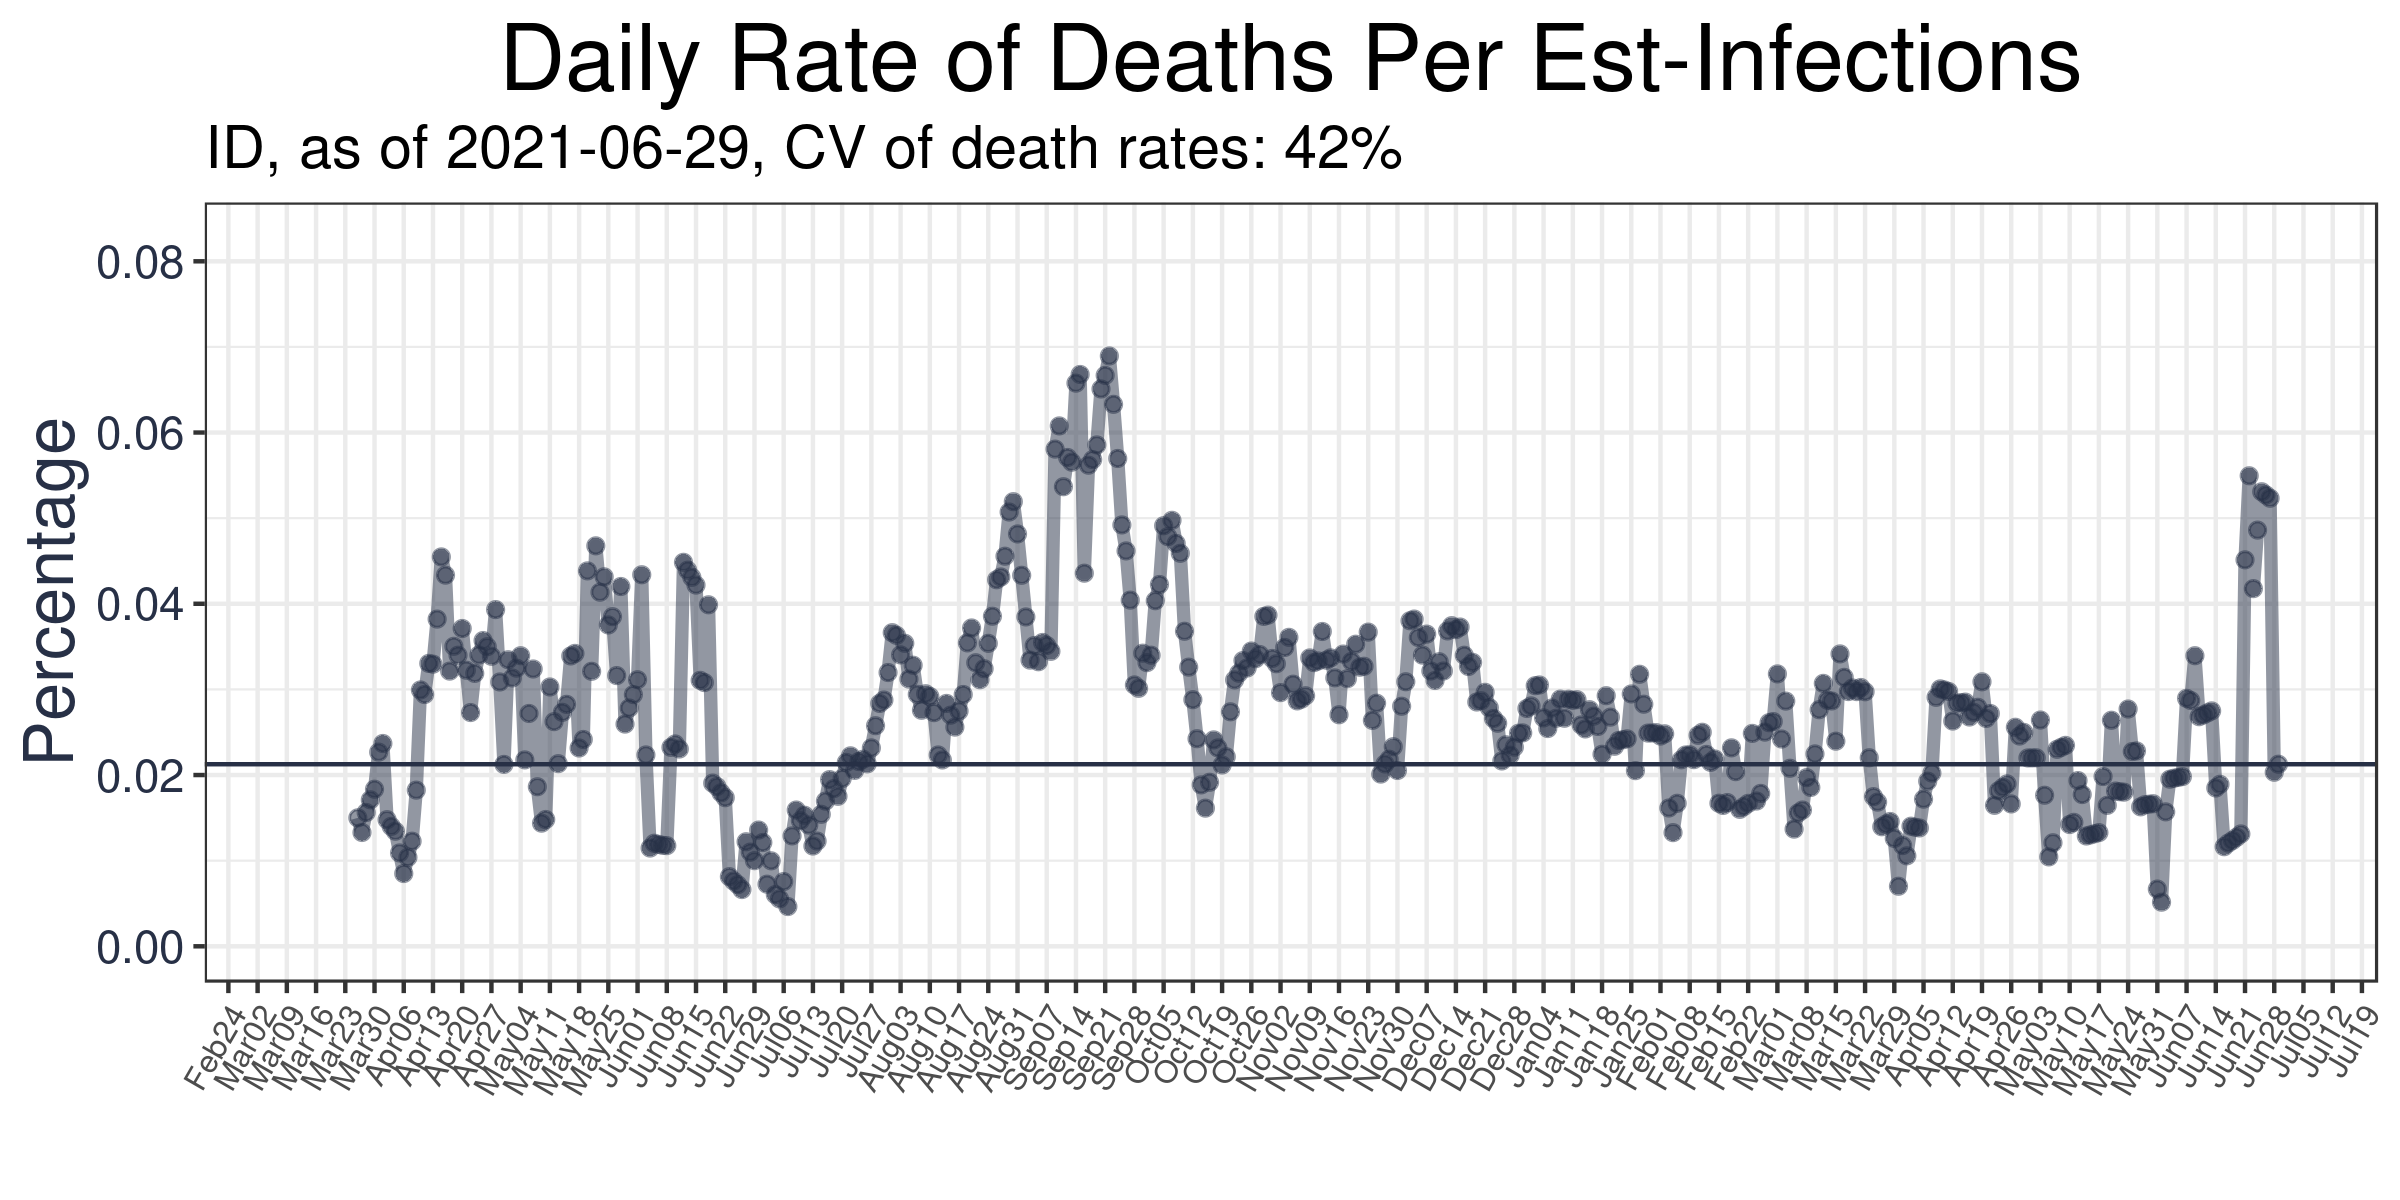 Daily Rate of Deaths Per Est-Infections
ID, as of 2021-06-29, CV of death rates: 42%
Percentage
0.08
0.06
0.04
0.02
0.00
Feb24 Mar02 Mar09 Mar16 Mar23 Mar30 Apr06 Apr13 Apr20 Apr27 May04 May11 May18 May25 Jun01 Jun08 Jun15 Jun22 Jun29 Jul06 Jul13 Jul20 Jul27 Aug03 Aug10 Aug17 Aug24 Aug31 Sep07 Sep14 Sep21 Sep28 Oct05 Oct12 Oct19 Oct26 Nov02 Nov09 Nov16 Nov23 Nov30 Dec07 Dec14 Dec21 Dec28 Jan04 Jan11 Jan18 Jan25 Feb01 Feb08 Feb15 Feb22 Mar01 Mar08 Mar15 Mar22 Mar29 Apr05 Apr12 Apr19 Apr26 May03 May10 May17 May24 May31 Jun07 Jun14 Jun21 Jun28 Jul05 Jul12 Jul19